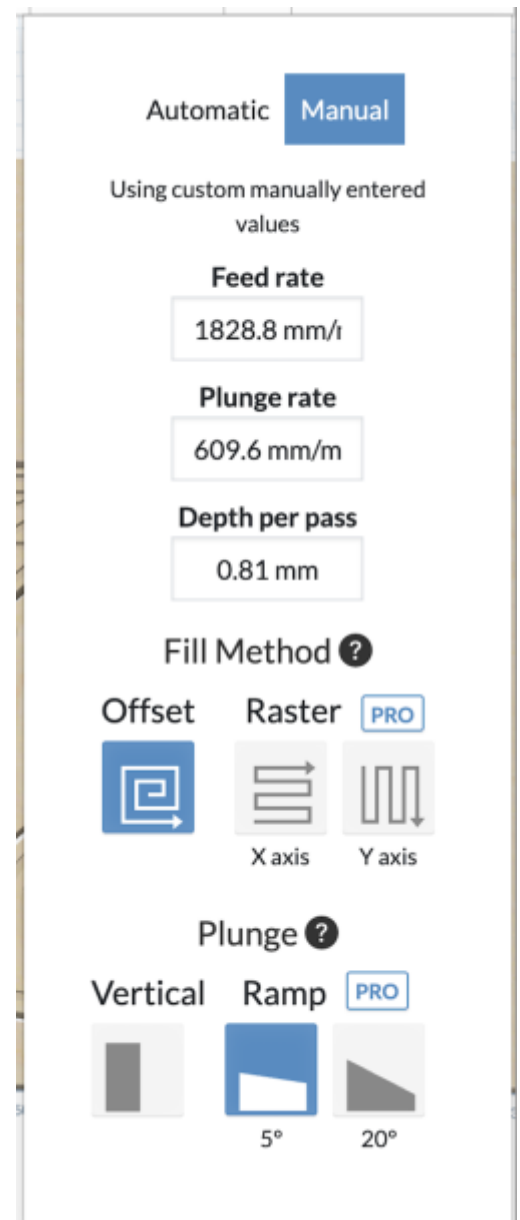 Automatic Manual
Using custom manually entered
values
Feed rate
1828.8 mm/r
Plunge rate
609.6 mm/m
Depth per pass
0.81 mm
Fill Method ?
Offset Raster PRO
X axis Y axis
Plunge ?
Vertical Ramp PRO
5° 20°